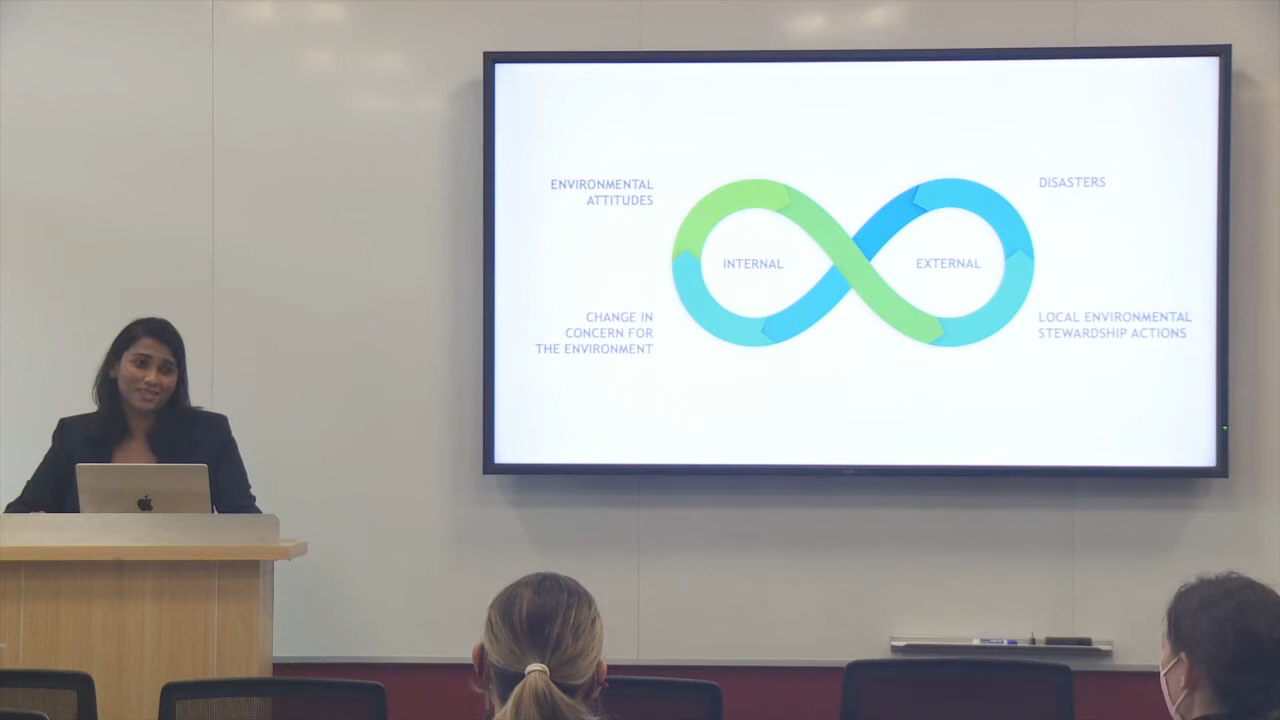 ENVIRONMENTAL
ATTITUDES
DISASTERS
INTERNAL
EXTERNAL
CHANGE IN
CONCERN FOR
THE ENVIRONMENT
LOCAL ENVIRONMENTAL
STEWARDSHIP ACTIONS